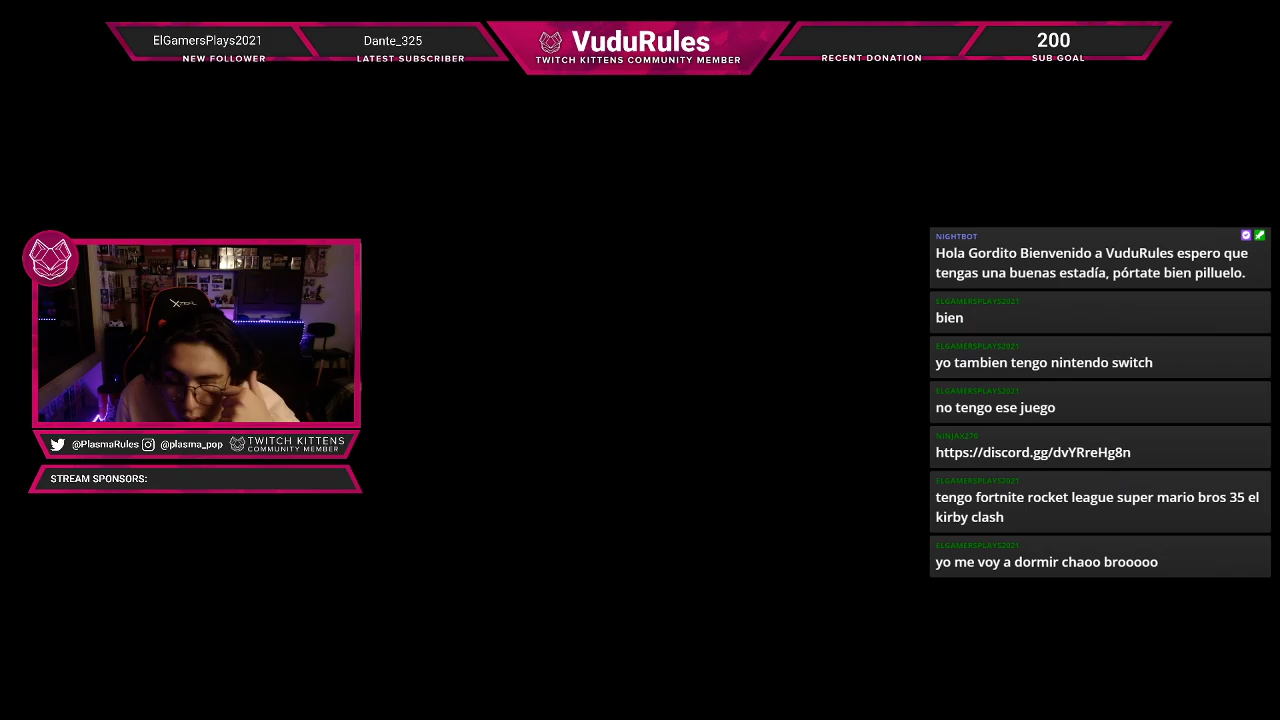 ElGamersPlays2021
NEW FOLLOWER
Dante_325
LATEST SUBSCRIBER
VuduRules
TWITCH KITTENS COMMUNITY MEMBER
RECENT DONATION
200
SUB GOAL
@PlasmaRules @plasma_pop
TWITCH KITTENS
COMMUNITY MEMBER
STREAM SPONSORS:
NIGHTBOT
Hola Gordito Bienvenido a VuduRules espero que
tengas una buenas estadía, pórtate bien pilluelo.
ELGAMERSPLAYS2021
bien
ELGAMERSPLAYS2021
yo tambien tengo nintendo switch
ELGAMERSPLAYS2021
no tengo ese juego
NINJAX270
https://discord.gg/dvYRreHg8n
ELGAMERSPLAYS2021
tengo fortnite rocket league super mario bros 35 el
kirby clash
ELGAMERSPLAYS2021
yo me voy a dormir chaoo brooooo